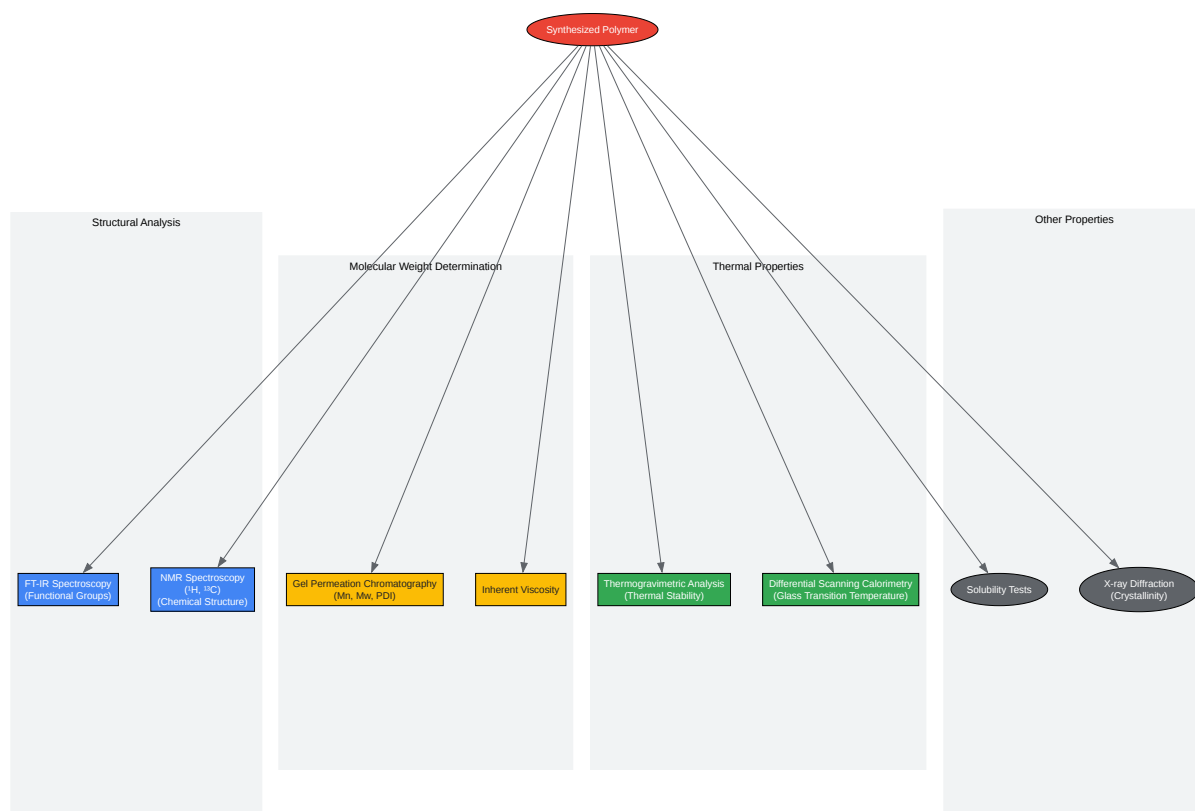 Synthesized Polymer
Structural Analysis
Other Properties
Molecular Weight Determination
Thermal Properties
FT-IR Spectroscopy
(Functional Groups)
NMR Spectroscopy
(¹H, ¹³C)
(Chemical Structure)
Gel Permeation Chromatography
(Mn, Mw, PDI)
Inherent Viscosity
Thermogravimetric Analysis
(Thermal Stability)
Differential Scanning Calorimetry
(Glass Transition Temperature)
Solubility Tests
X-ray Diffraction
(Crystallinity)